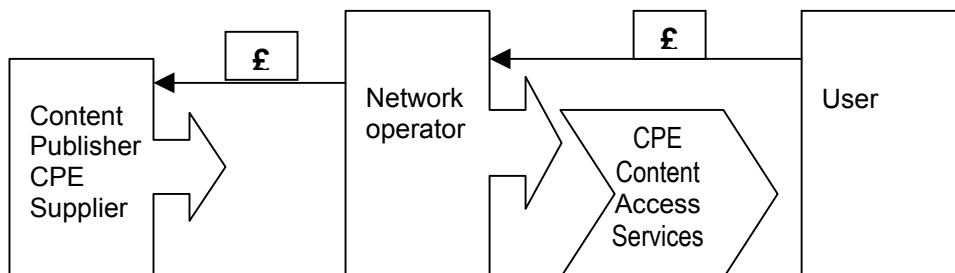 £
£
Content
Publisher
CPE
Supplier
Network
operator
CPE
Content
Access
Services
User